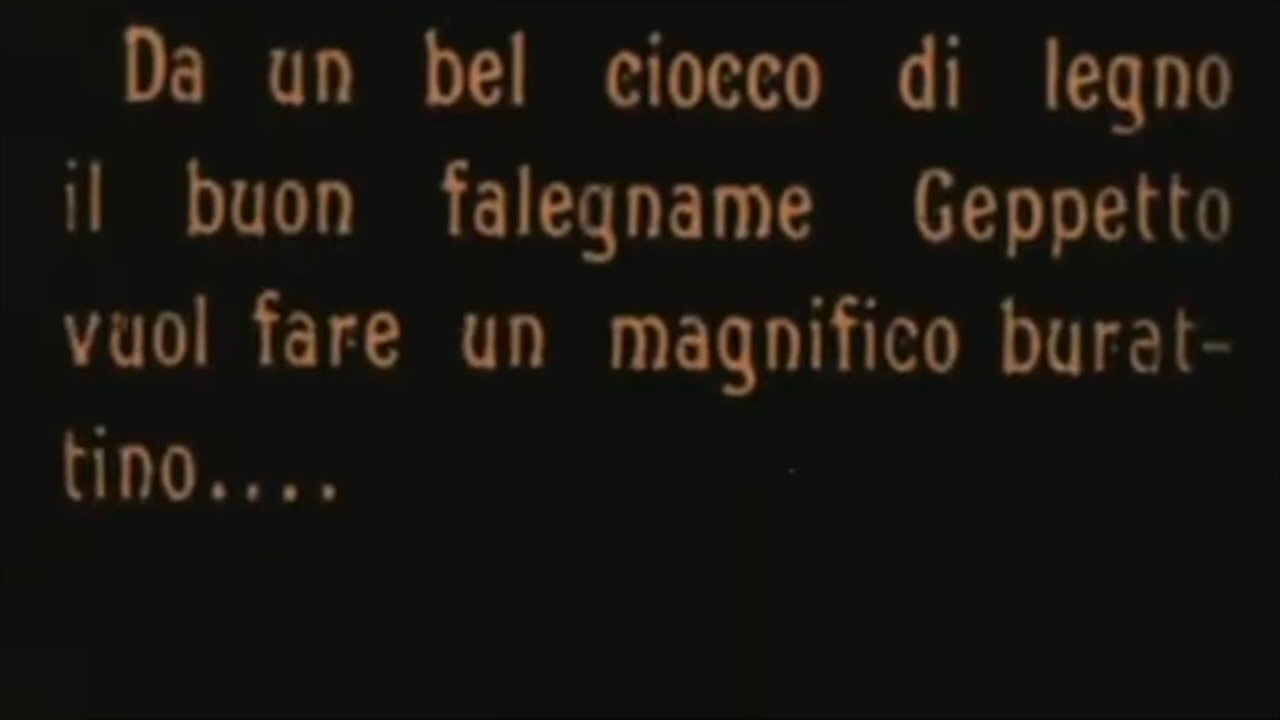 Da un bel ciocco di legno
il buon falegname Geppetto
vuol fare un magnifico burat-
tino....